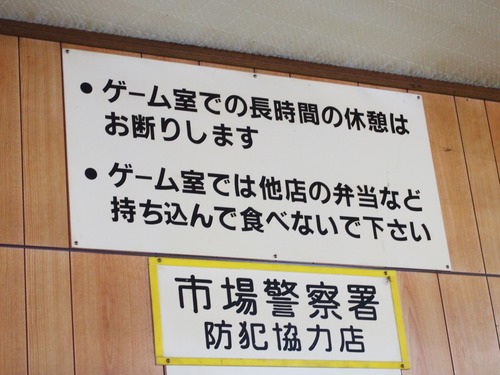 ●ゲーム室での長時間の休憩は
お断りします
●ゲーム室では他店の弁当など
持ち込んで食べないで下さい
市場警察署
防犯協力店